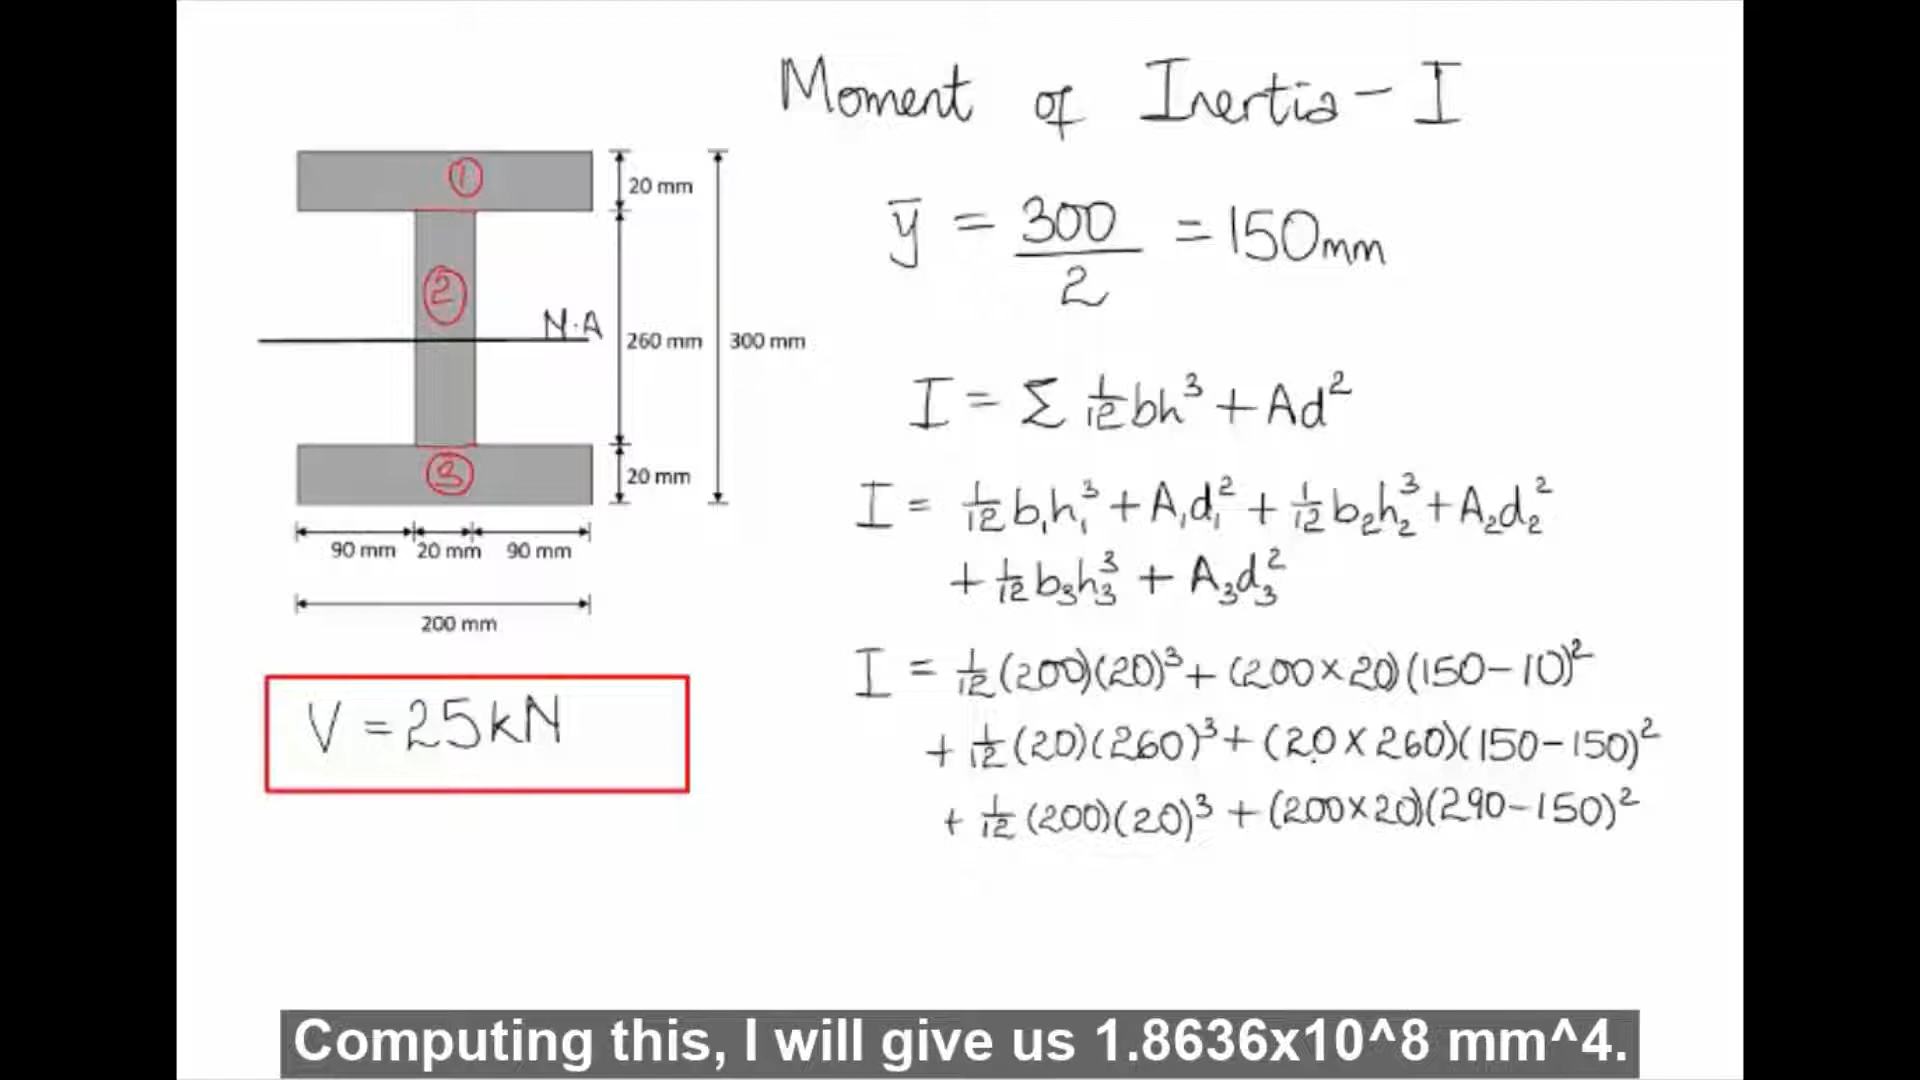 Moment of Inertia - I
①
20 mm
ȳ = 300/2 = 150mm
②
N.A
260 mm
300 mm
I = Σ 1/12 bh³ + Ad²
③
20 mm
I = 1/12 b₁h₁³ + A₁d₁² + 1/12 b₂h₂³ + A₂d₂²
+ 1/12 b₃h₃³ + A₃d₃²
90 mm 20 mm 90 mm
200 mm
I = 1/12 (200)(20)³ + (200×20)(150-10)²
+ 1/12 (20)(260)³ + (20×260)(150-150)²
+ 1/12 (200)(20)³ + (200×20)(290-150)²
V = 25kN
Computing this, I will give us 1.8636x10^8 mm^4.